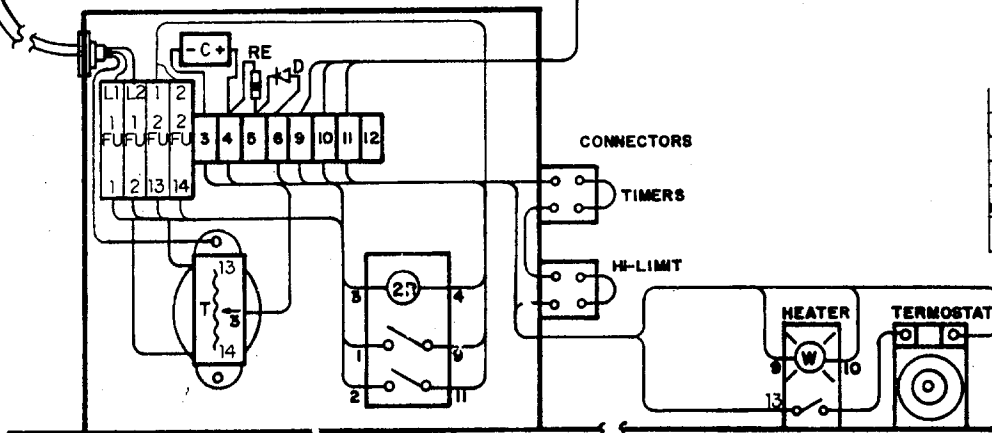 - C +
RE
D
L1 L2 1 2
1 1 2 2
FU FU FU FU
3 4 5 6 9 10 11 12
1 2 13 14
CONNECTORS
TIMERS
HI-LIMIT
13
T
3
14
3 4
1 9
2 11
HEATER
TERMOSTAT
W
9 10
13